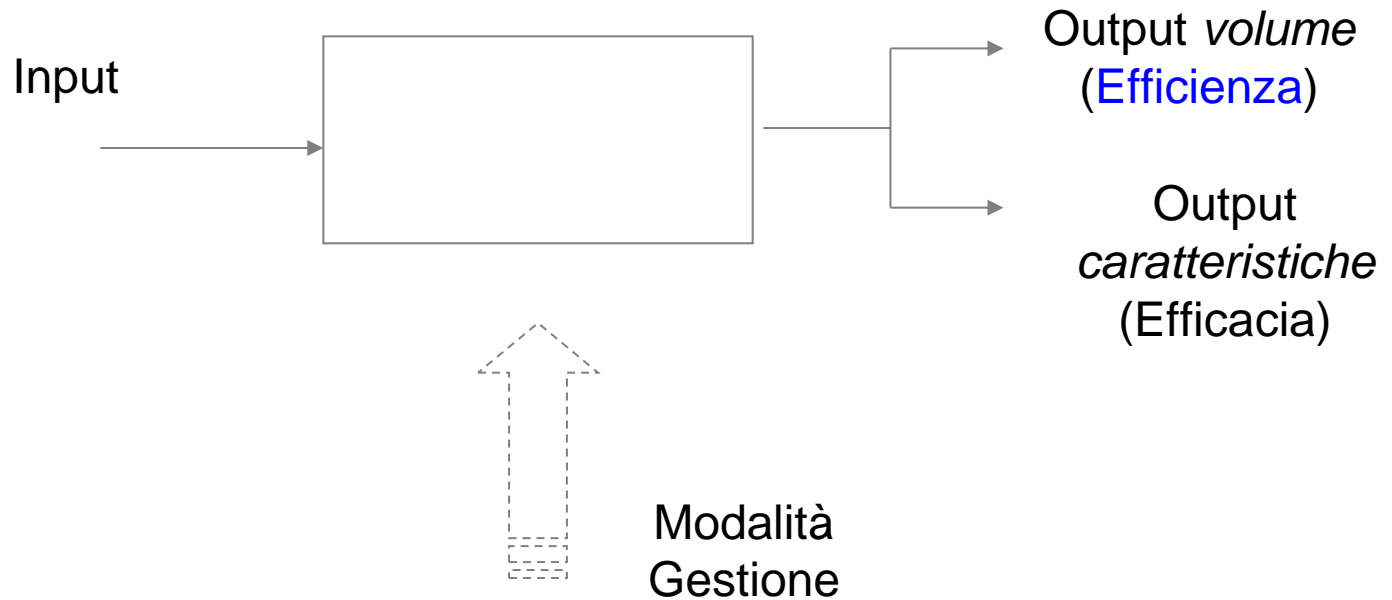 Input
Output volume
(Efficienza)
Output
caratteristiche
(Efficacia)
Modalità
Gestione